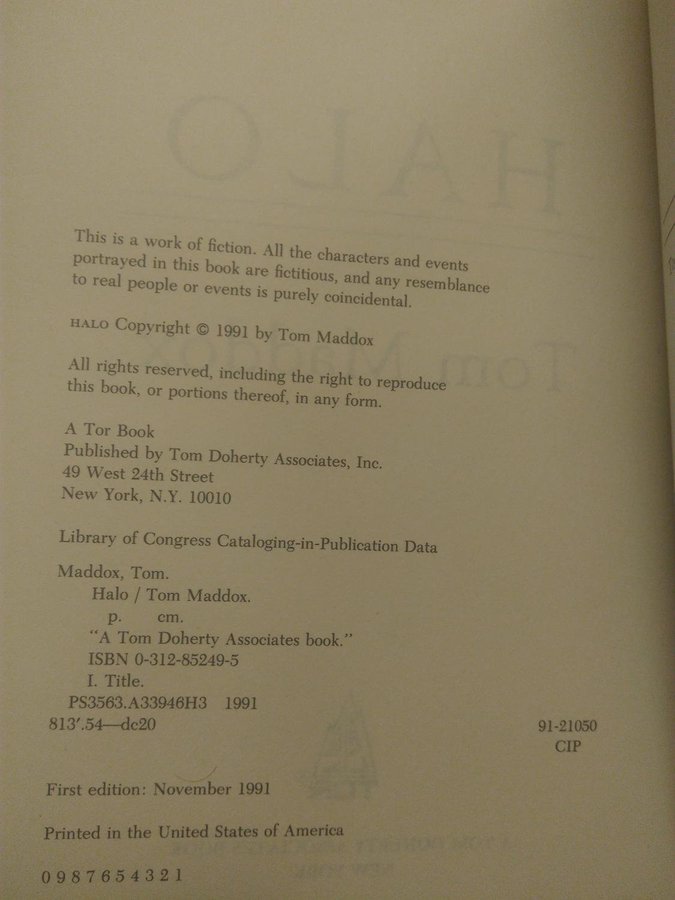 This is a work of fiction. All the characters and events
portrayed in this book are fictitious, and any resemblance
to real people or events is purely coincidental.
HALO Copyright © 1991 by Tom Maddox
All rights reserved, including the right to reproduce
this book, or portions thereof, in any form.
A Tor Book
Published by Tom Doherty Associates, Inc.
49 West 24th Street
New York, N.Y. 10010
Library of Congress Cataloging-in-Publication Data
Maddox, Tom.
Halo / Tom Maddox.
p. cm.
"A Tom Doherty Associates book."
ISBN 0-312-85249-5
I. Title.
PS3563.A33946H3 1991
813'.54—dc20 91-21050
CIP
First edition: November 1991
Printed in the United States of America
0 9 8 7 6 5 4 3 2 1